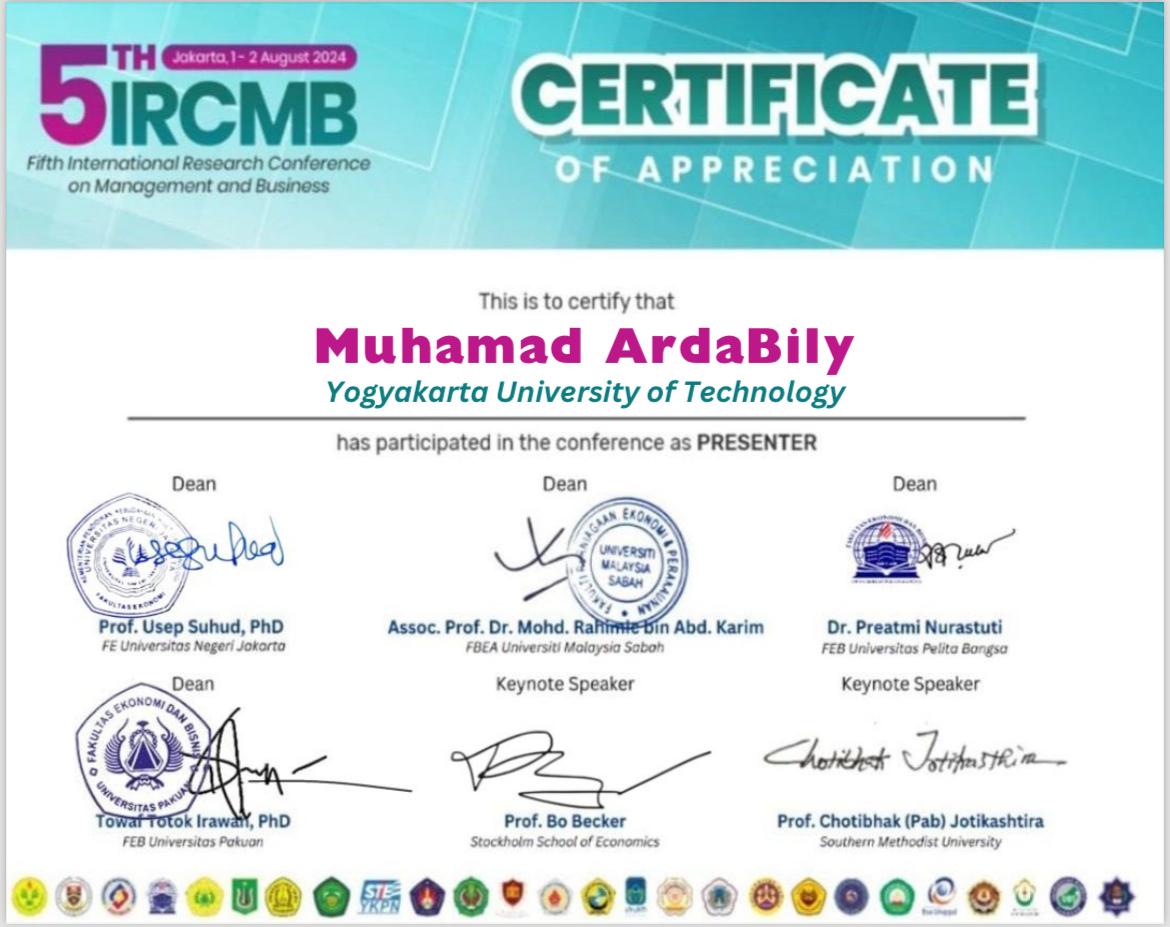 5TH
Jakarta, 1 - 2 August 2024
IRCMB
Fifth International Research Conference
on Management and Business
CERTIFICATE
OF APPRECIATION
This is to certify that
Muhamad ArdaBily
Yogyakarta University of Technology
has participated in the conference as PRESENTER
Dean
Dean
Dean
UNIVERSITAS NEGERI
FAKULTAS EKONOMI
UNIVERSITI
MALAYSIA
SABAH
Prof. Usep Suhud, PhD
Assoc. Prof. Dr. Mohd. Rahimie bin Abd. Karim
Dr. Preatmi Nurastuti
FE Universitas Negeri Jakarta
FBEA Universiti Malaysia Sabah
FEB Universitas Pelita Bangsa
Dean
Keynote Speaker
Keynote Speaker
FAKULTAS EKONOMI DAN BISNIS
UNIVERSITAS PAKUAN
Chotibhak Jotikasthira
Towaf Totok Irawan, PhD
Prof. Bo Becker
Prof. Chotibhak (Pab) Jotikashtira
FEB Universitas Pakuan
Stockholm School of Economics
Southern Methodist University
STIE
YKPN